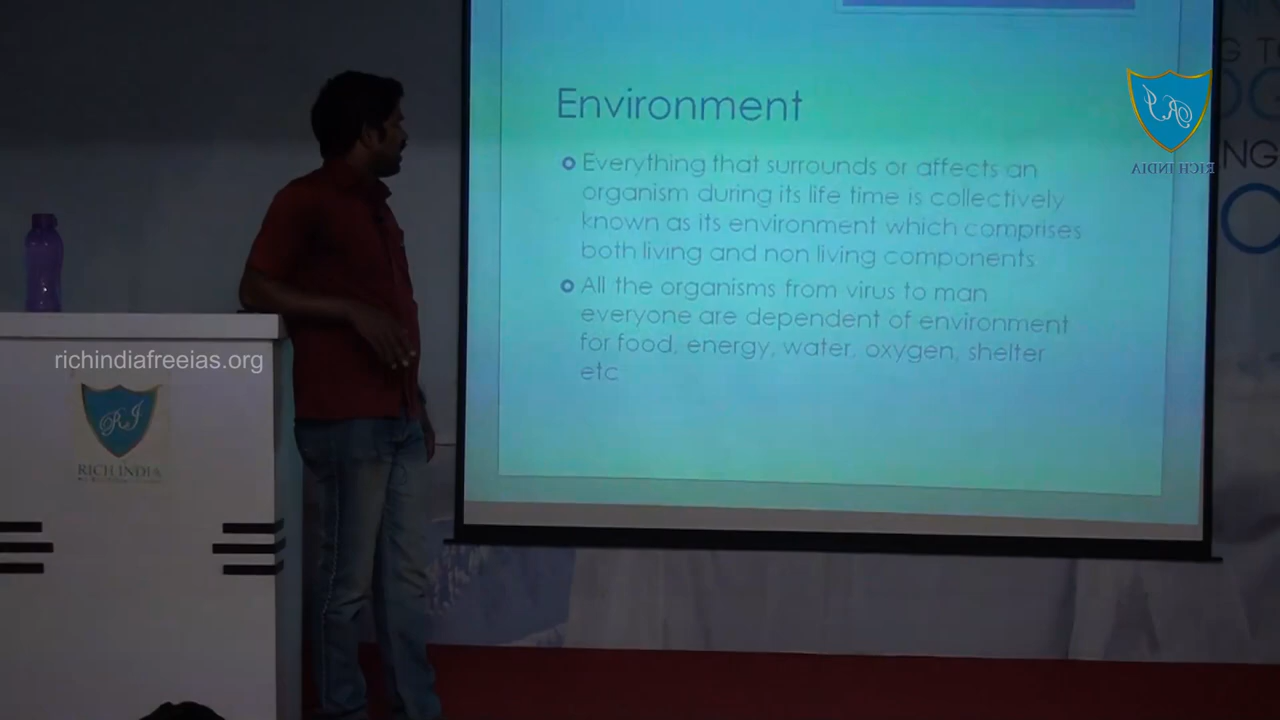 Environment
Everything that surrounds or affects an
organism during its life time is collectively
known as its environment which comprises
both living and non living components
All the organisms from virus to man
everyone are dependent of environment
for food, energy, water, oxygen, shelter
etc
RICH INDIA
NG
richindiafreeias.org
RI
RICH INDIA